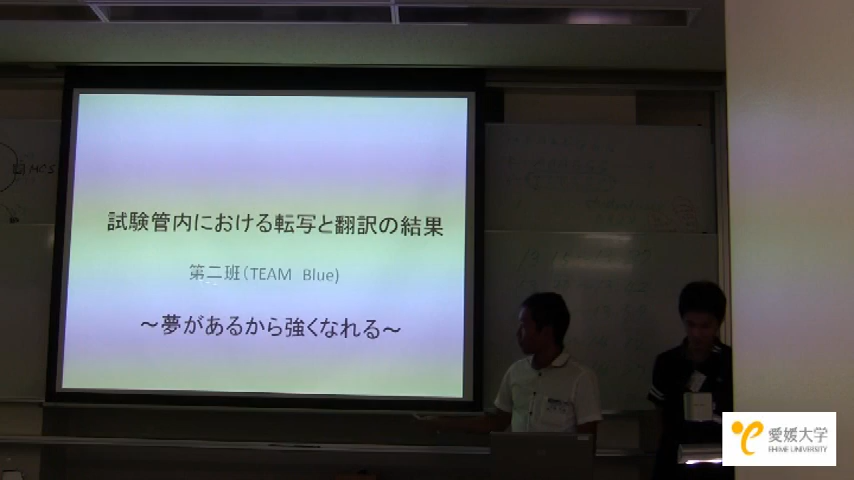 試験管内における転写と翻訳の結果
第二班(TEAM Blue)
~夢があるから強くなれる~
MCS
愛媛大学
EHIME UNIVERSITY